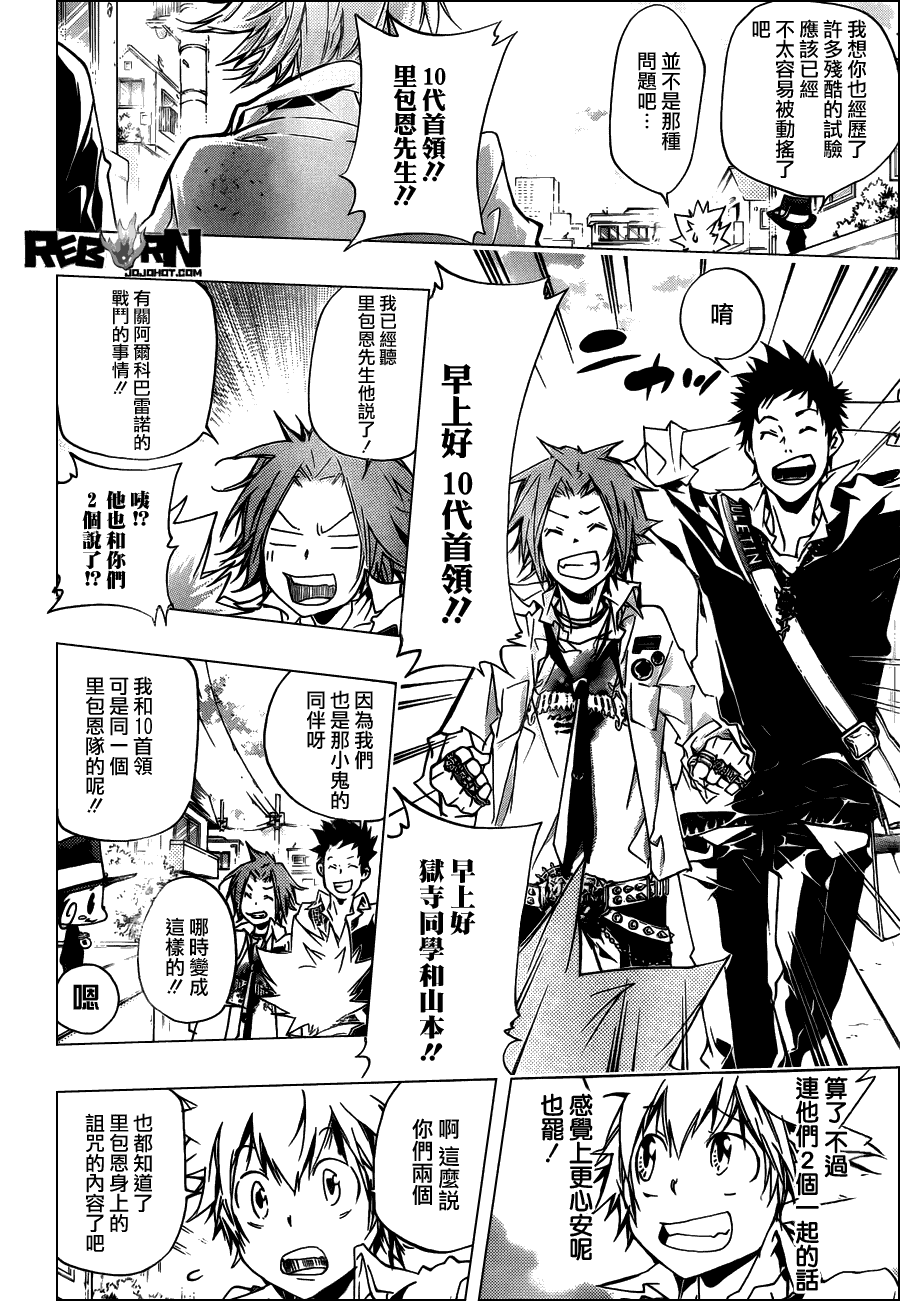 我想你也經歷了
許多殘酷的試驗
應該已經
不太容易被動搖了
吧
並不是那種
問題吧…
10代首領!!
里包恩先生!!
REBORN
JOJOHOT.COM
唷
早上好 10代首領!!
我已經聽
里包恩先生他說了!
有關阿爾科巴雷諾的
戰鬥的事情!!
咦!?
他也和你們
2個說了!?
早上好
獄寺同學和山本!!
因為我們
也是那小鬼的
同伴呀
我和10首領
可是同一個
里包恩隊的呢!!
哪時變成
這樣的!!
嗯
算了不過
連他們2個一起的話
感覺上更心安呢
也罷!
啊 這麼說
你們兩個
也都知道了
里包恩身上的
詛咒的內容了吧